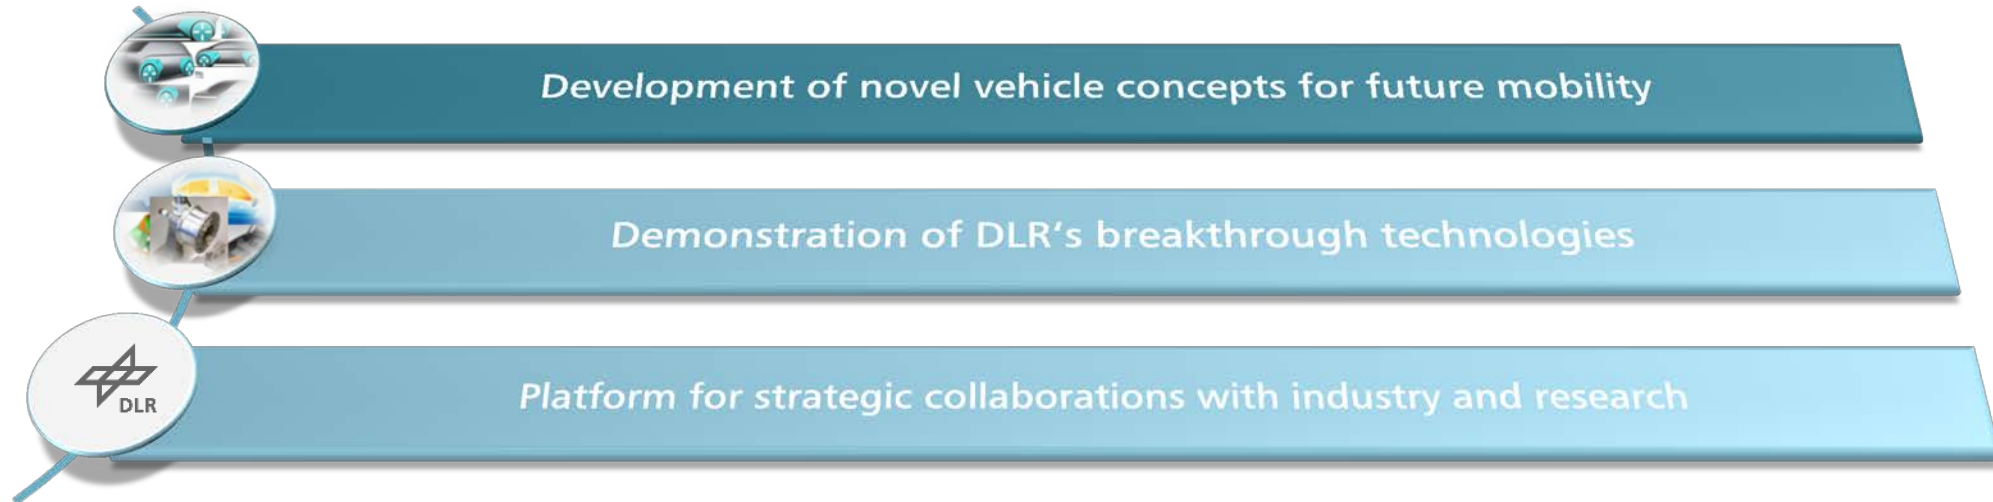 Development of novel vehicle concepts for future mobility
Demonstration of DLR‘s breakthrough technologies
DLR
Platform for strategic collaborations with industry and research